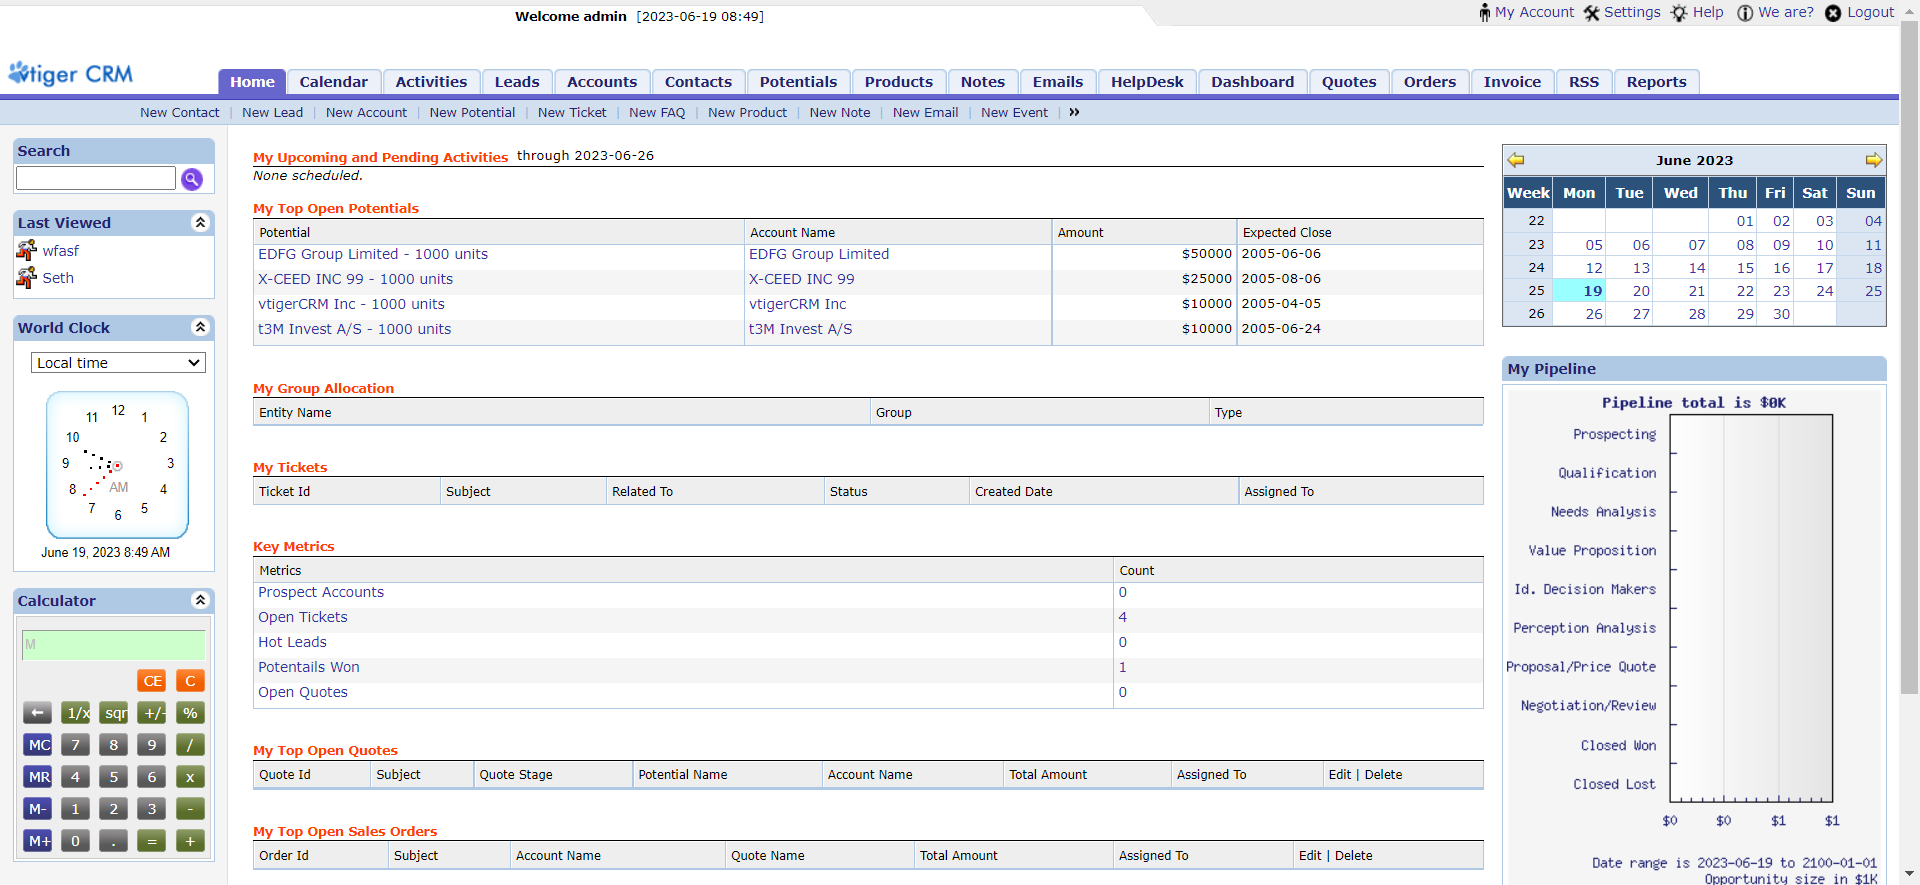 Welcome admin [2023-06-19 08:49]
My Account Settings Help We are? Logout
vtiger CRM
Home Calendar Activities Leads Accounts Contacts Potentials Products Notes Emails HelpDesk Dashboard Quotes Orders Invoice RSS Reports
New Contact | New Lead | New Account | New Potential | New Ticket | New FAQ | New Product | New Note | New Email | New Event | »
Search
Last Viewed
wfasf
Seth
World Clock
Local time
12
11 1
10 2
9 3
8 AM 4
7 5
6
June 19, 2023 8:49 AM
Calculator
M
CE C
← 1/x sqr +/- %
MC 7 8 9 /
MR 4 5 6 x
M- 1 2 3 -
M+ 0 . = +
My Upcoming and Pending Activities through 2023-06-26
None scheduled.
My Top Open Potentials
Potential Account Name Amount Expected Close
EDFG Group Limited - 1000 units EDFG Group Limited $50000 2005-06-06
X-CEED INC 99 - 1000 units X-CEED INC 99 $25000 2005-08-06
vtigerCRM Inc - 1000 units vtigerCRM Inc $10000 2005-04-05
t3M Invest A/S - 1000 units t3M Invest A/S $10000 2005-06-24
My Group Allocation
Entity Name Group Type
My Tickets
Ticket Id Subject Related To Status Created Date Assigned To
Key Metrics
Metrics Count
Prospect Accounts 0
Open Tickets 4
Hot Leads 0
Potentails Won 1
Open Quotes 0
My Top Open Quotes
Quote Id Subject Quote Stage Potential Name Account Name Total Amount Assigned To Edit | Delete
My Top Open Sales Orders
Order Id Subject Account Name Quote Name Total Amount Assigned To Edit | Delete
June 2023
Week Mon Tue Wed Thu Fri Sat Sun
22 01 02 03 04
23 05 06 07 08 09 10 11
24 12 13 14 15 16 17 18
25 19 20 21 22 23 24 25
26 26 27 28 29 30
My Pipeline
Pipeline total is $0K
Prospecting
Qualification
Needs Analysis
Value Proposition
Id. Decision Makers
Perception Analysis
Proposal/Price Quote
Negotiation/Review
Closed Won
Closed Lost
$0 $0 $1 $1
Date range is 2023-06-19 to 2100-01-01
Opportunity size in $1K